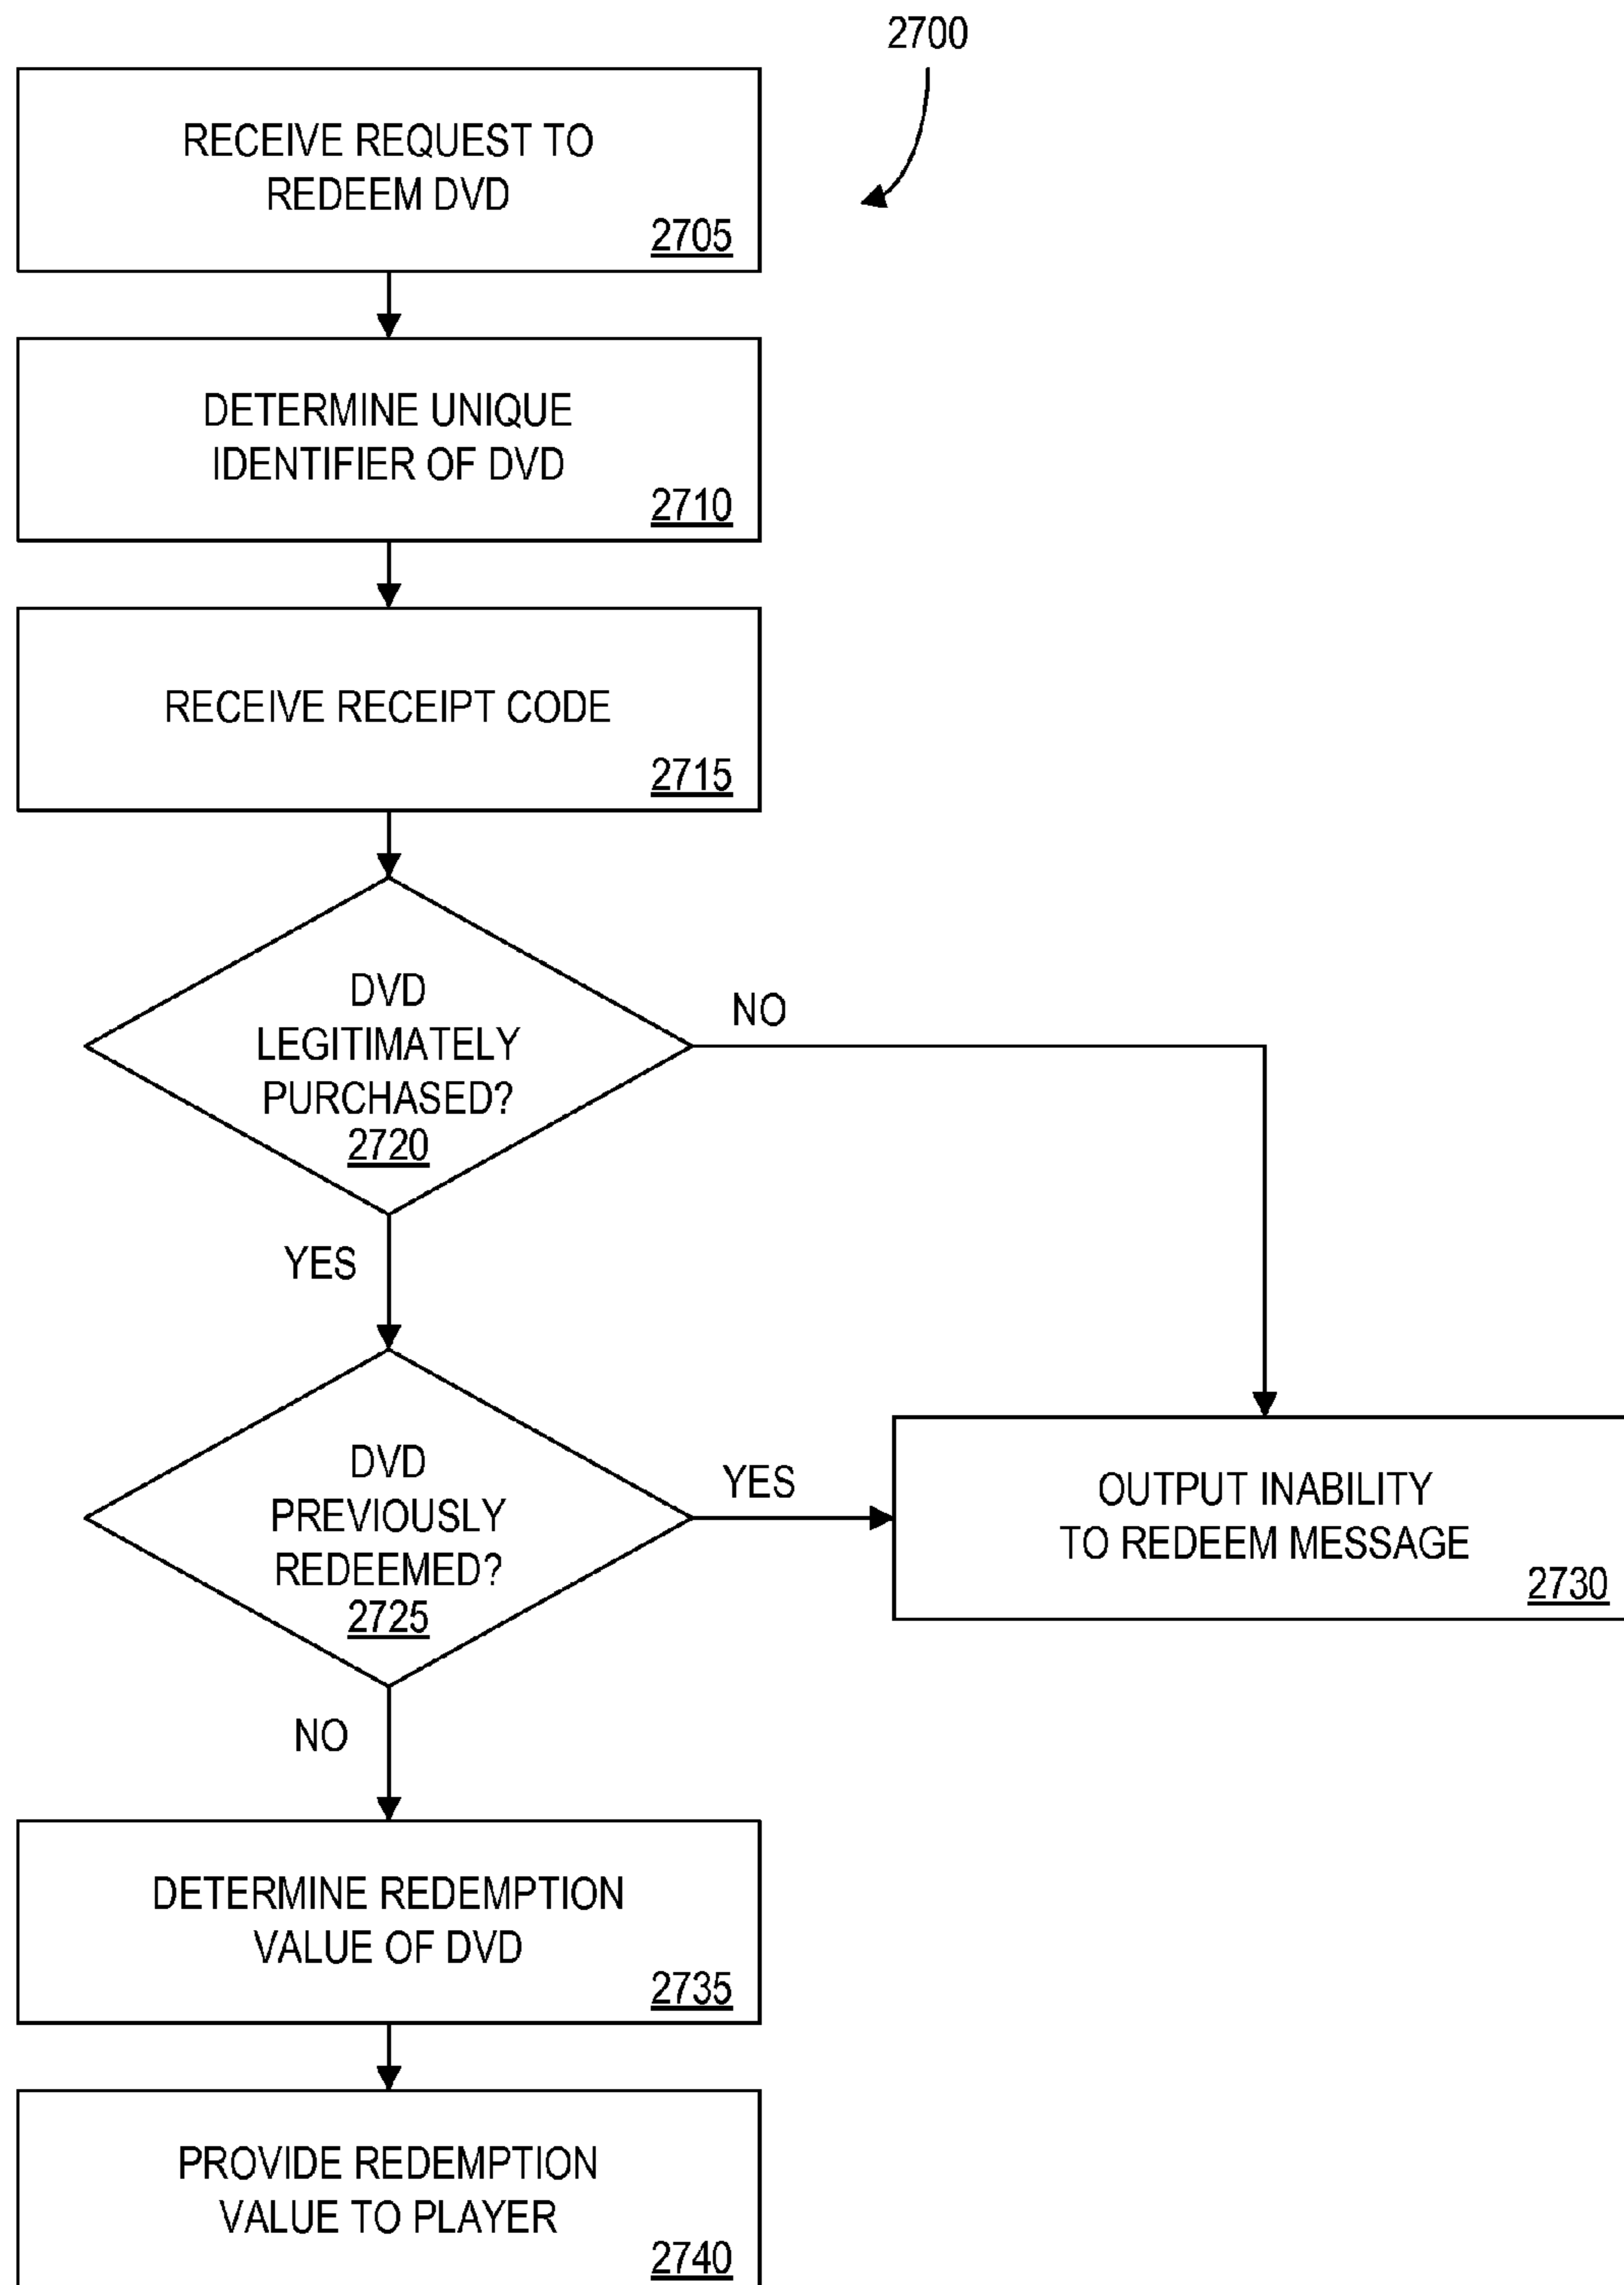 2700
RECEIVE REQUEST TO
REDEEM DVD
2705
DETERMINE UNIQUE
IDENTIFIER OF DVD
2710
RECEIVE RECEIPT CODE
2715
DVD
LEGITIMATELY
PURCHASED?
2720
NO
YES
DVD
PREVIOUSLY
REDEEMED?
2725
YES
OUTPUT INABILITY
TO REDEEM MESSAGE
2730
NO
DETERMINE REDEMPTION
VALUE OF DVD
2735
PROVIDE REDEMPTION
VALUE TO PLAYER
2740